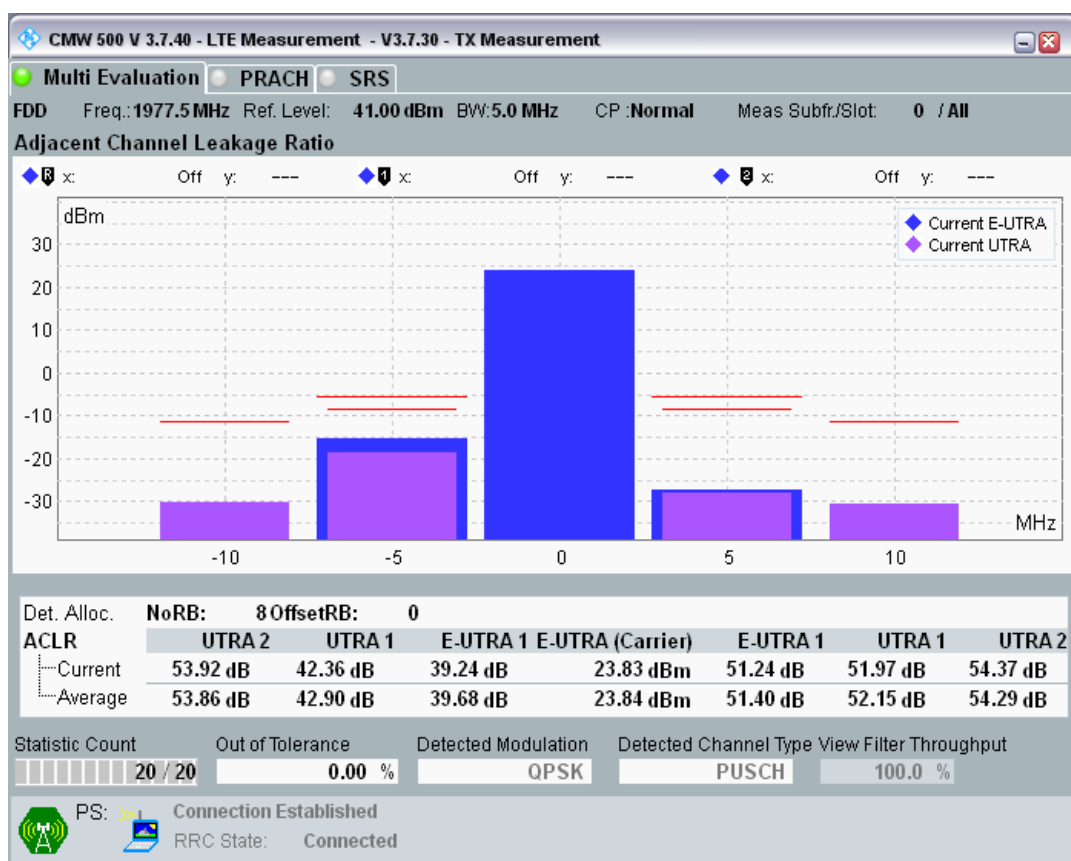 CMW 500 V 3.7.40 - LTE Measurement - V3.7.30 - TX Measurement
Multi Evaluation PRACH SRS
FDD Freq.: 1977.5 MHz Ref. Level: 41.00 dBm BW: 5.0 MHz CP : Normal Meas Subfr./Slot: 0 / All
Adjacent Channel Leakage Ratio
R x: Off y: --- 1 x: Off y: --- 2 x: Off y: ---
dBm
Current E-UTRA
Current UTRA
30
20
10
0
-10
-20
-30
MHz
-10 -5 0 5 10
Det. Alloc. NoRB: 8 OffsetRB: 0
ACLR UTRA 2 UTRA 1 E-UTRA 1 E-UTRA (Carrier) E-UTRA 1 UTRA 1 UTRA 2
Current 53.92 dB 42.36 dB 39.24 dB 23.83 dBm 51.24 dB 51.97 dB 54.37 dB
Average 53.86 dB 42.90 dB 39.68 dB 23.84 dBm 51.40 dB 52.15 dB 54.29 dB
Statistic Count Out of Tolerance Detected Modulation Detected Channel Type View Filter Throughput
20 / 20 0.00 % QPSK PUSCH 100.0 %
PS: Connection Established
RRC State: Connected